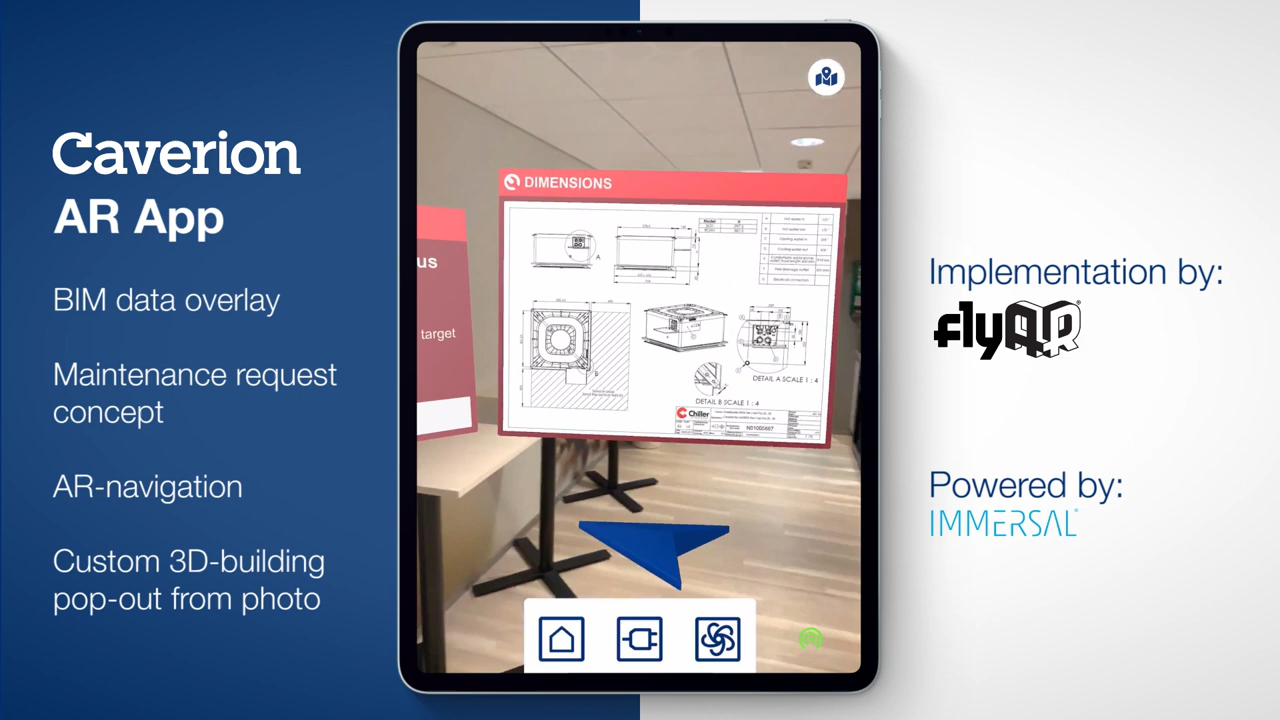 Caverion
AR App
BIM data overlay
Maintenance request
concept
AR-navigation
Custom 3D-building
pop-out from photo
us
target
DIMENSIONS
A
B
DETAIL A SCALE 1 : 4
DETAIL B SCALE 1 : 4
Chiller
N01005667
Implementation by:
flyAR®
Powered by:
IMMERSAL